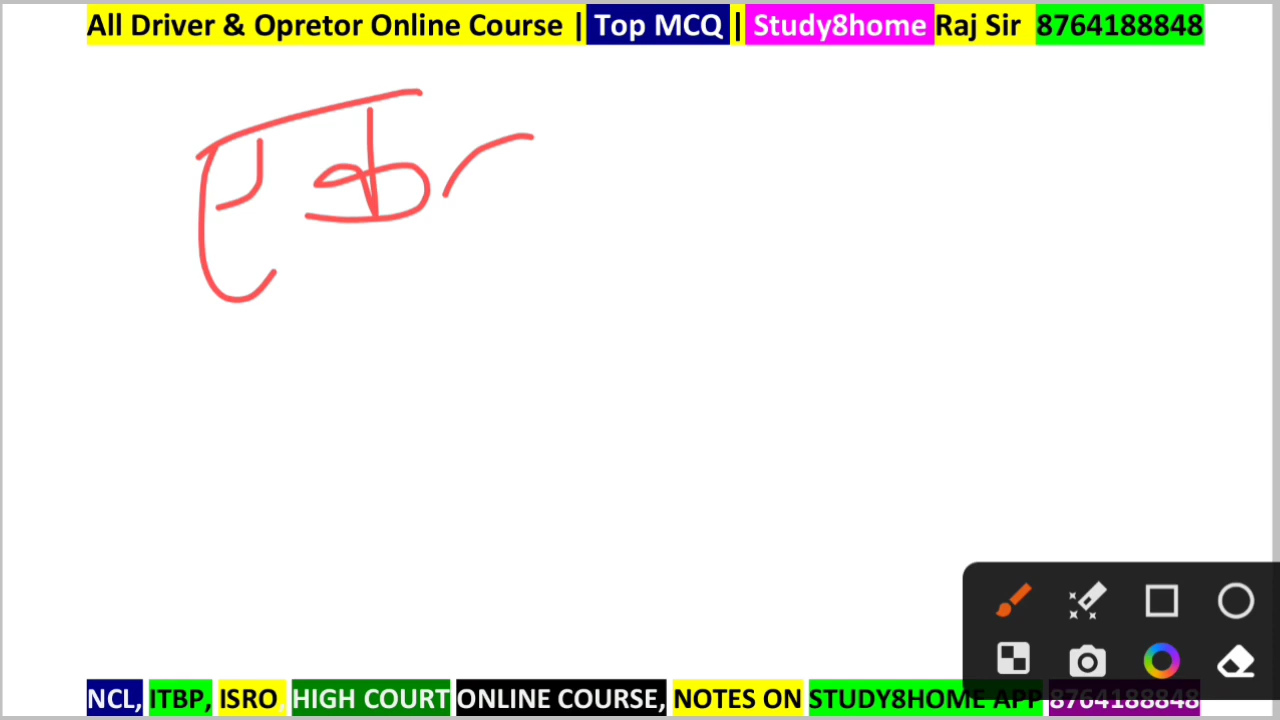 All Driver & Opretor Online Course | Top MCQ | Study8home Raj Sir 8764188848
NCL, ITBP, ISRO, HIGH COURT ONLINE COURSE, NOTES ON STUDY8HOME APP 8764188848